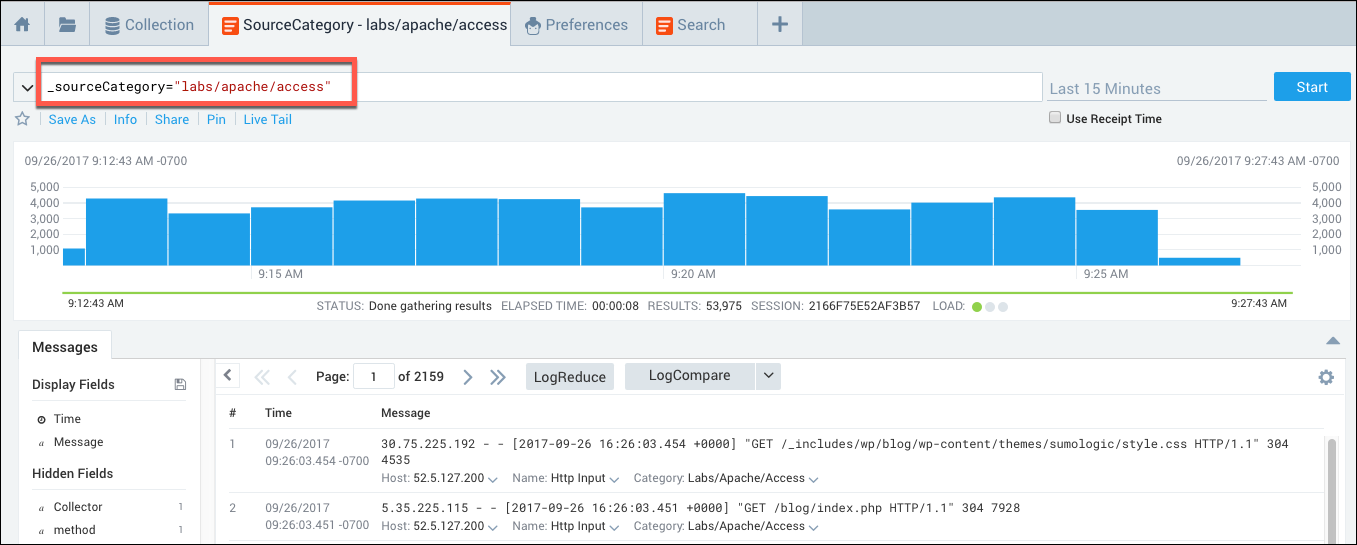 Collection SourceCategory - labs/apache/access Preferences Search
_sourceCategory="labs/apache/access" Last 15 Minutes Start
Save As Info Share Pin Live Tail Use Receipt Time
09/26/2017 9:12:43 AM -0700 09/26/2017 9:27:43 AM -0700
5,000 5,000
4,000 4,000
3,000 3,000
2,000 2,000
1,000 1,000
9:15 AM 9:20 AM 9:25 AM
9:12:43 AM STATUS: Done gathering results ELAPSED TIME: 00:00:08 RESULTS: 53,975 SESSION: 2166F75E52AF3B57 LOAD: 9:27:43 AM
Messages
Display Fields
Time
a Message
Hidden Fields
a Collector 1
a method 1
Page: 1 of 2159 LogReduce LogCompare
# Time Message
1 09/26/2017 30.75.225.192 - - [2017-09-26 16:26:03.454 +0000] "GET /_includes/wp/blog/wp-content/themes/sumologic/style.css HTTP/1.1" 304
09:26:03.454 -0700 4535
Host: 52.5.127.200 Name: Http Input Category: Labs/Apache/Access
2 09/26/2017 5.35.225.115 - - [2017-09-26 16:26:03.451 +0000] "GET /blog/index.php HTTP/1.1" 304 7928
09:26:03.451 -0700 Host: 52.5.127.200 Name: Http Input Category: Labs/Apache/Access